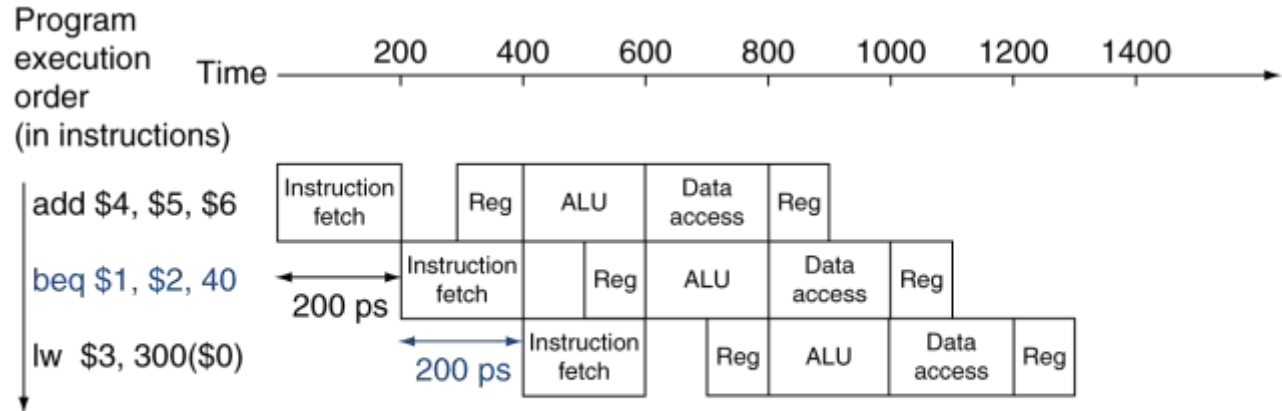 Program
execution
order
(in instructions)
Time
200 400 600 800 1000 1200 1400
add $4, $5, $6
Instruction
fetch
Reg
ALU
Data
access
Reg
beq $1, $2, 40
200 ps
Instruction
fetch
Reg
ALU
Data
access
Reg
lw $3, 300($0)
200 ps
Instruction
fetch
Reg
ALU
Data
access
Reg